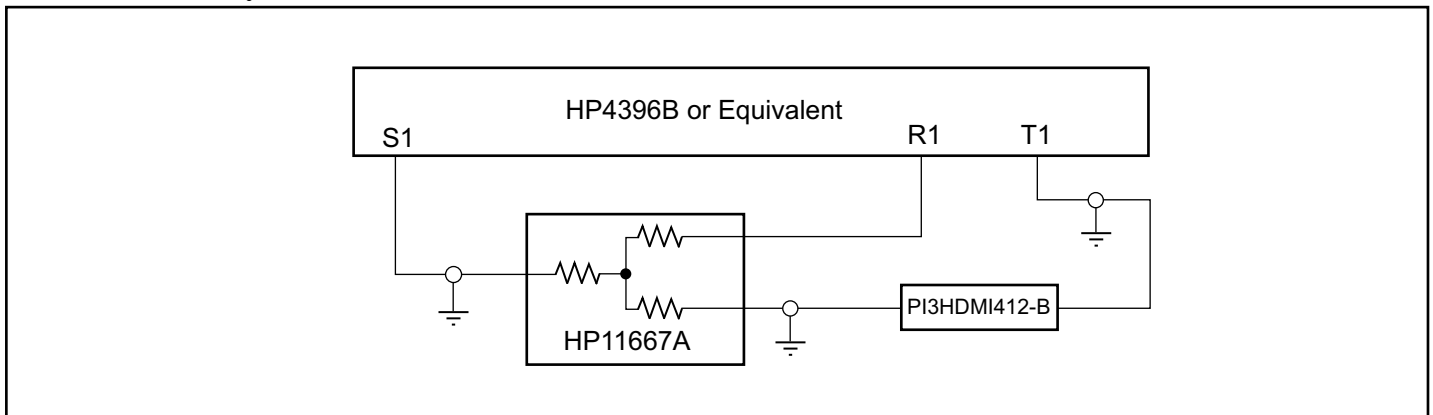 HP4396B or Equivalent
S1
R1
T1
HP11667A
PI3HDMI412-B